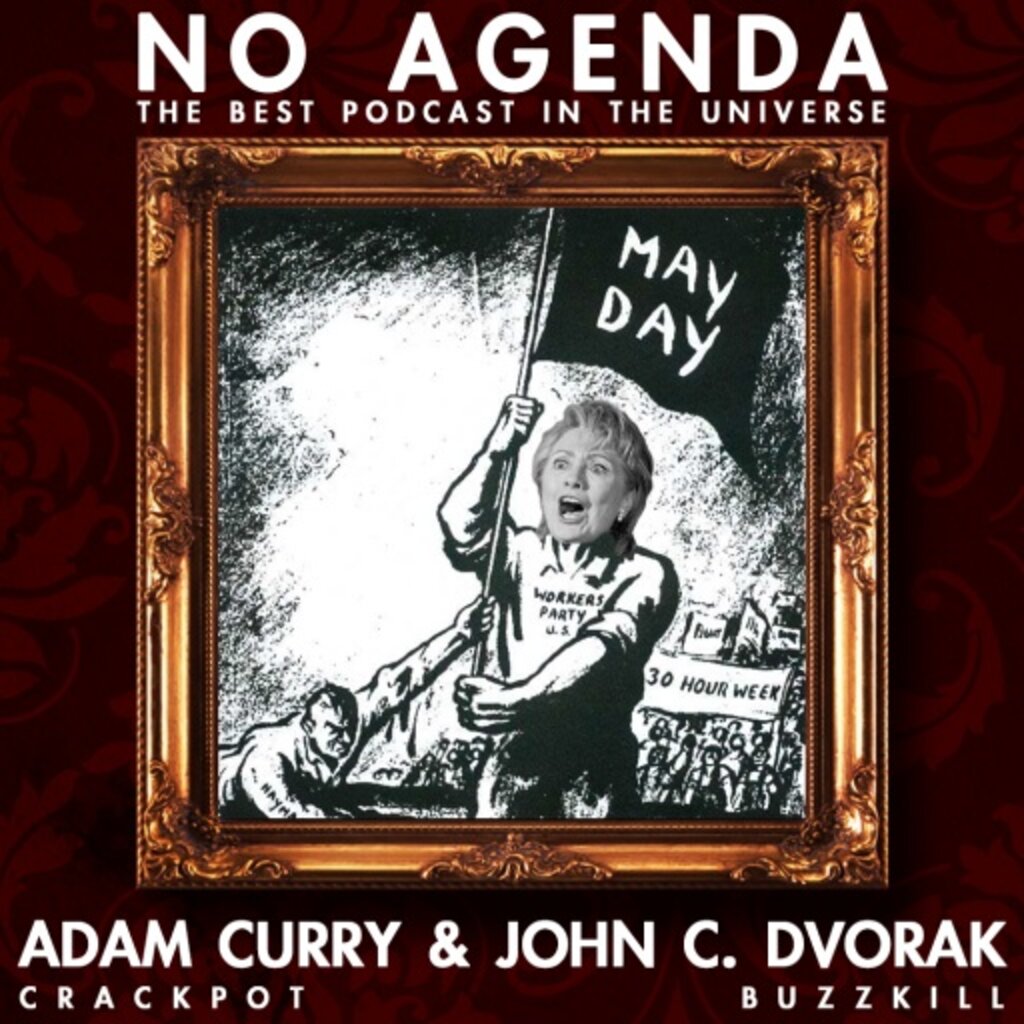 NO AGENDA
THE BEST PODCAST IN THE UNIVERSE
MAY
DAY
WORKERS
PARTY
U.S.
30 HOUR WEEK
ADAM CURRY & JOHN C. DVORAK
CRACKPOT
BUZZKILL